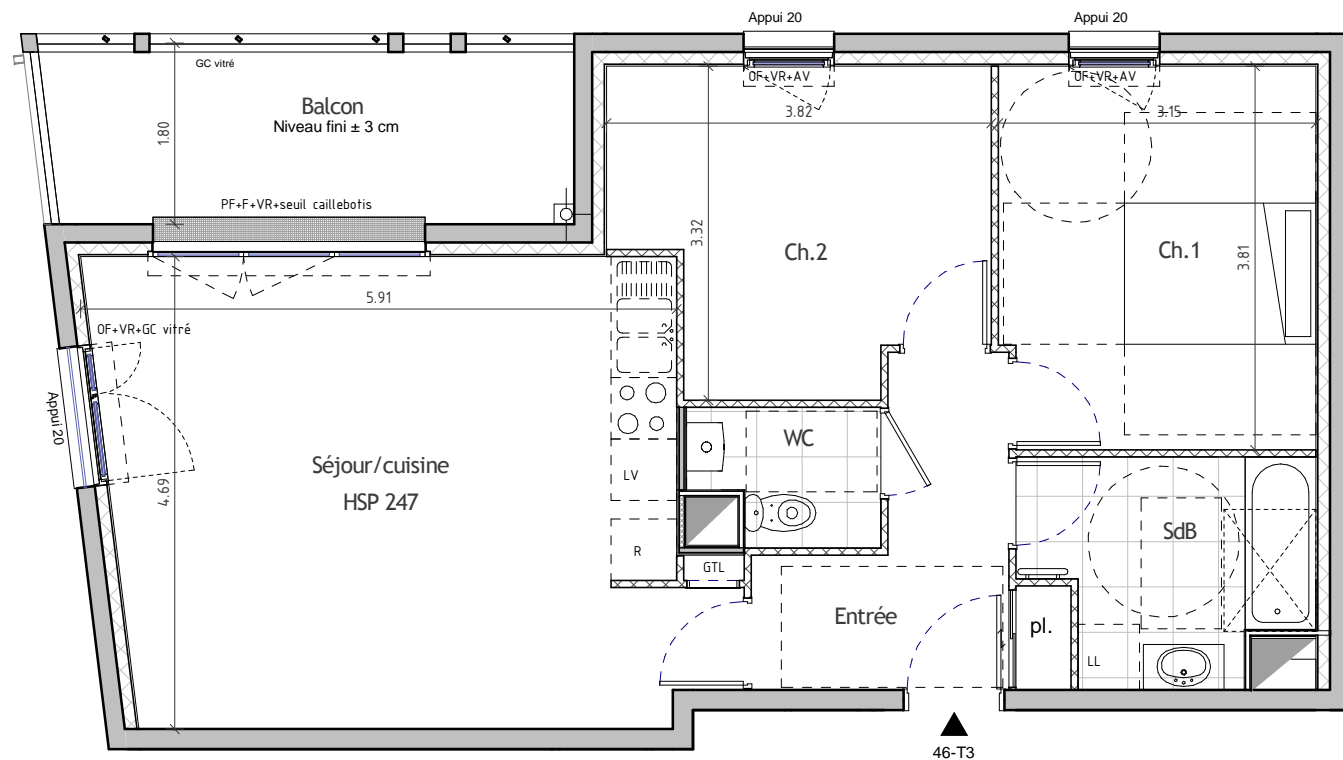 Appui 20
Appui 20
GC vitré
OF+VR+AV
OF+VR+AV
Balcon
Niveau fini ± 3 cm
1.80
3.82
3.15
PF+F+VR+seuil caillebotis
3.32
Ch.2
Ch.1
3.81
5.91
OF+VR+GC vitré
Appui 20
WC
Séjour/cuisine
HSP 247
4.69
LV
SdB
R
GTL
Entrée
pl.
LL
46-T3